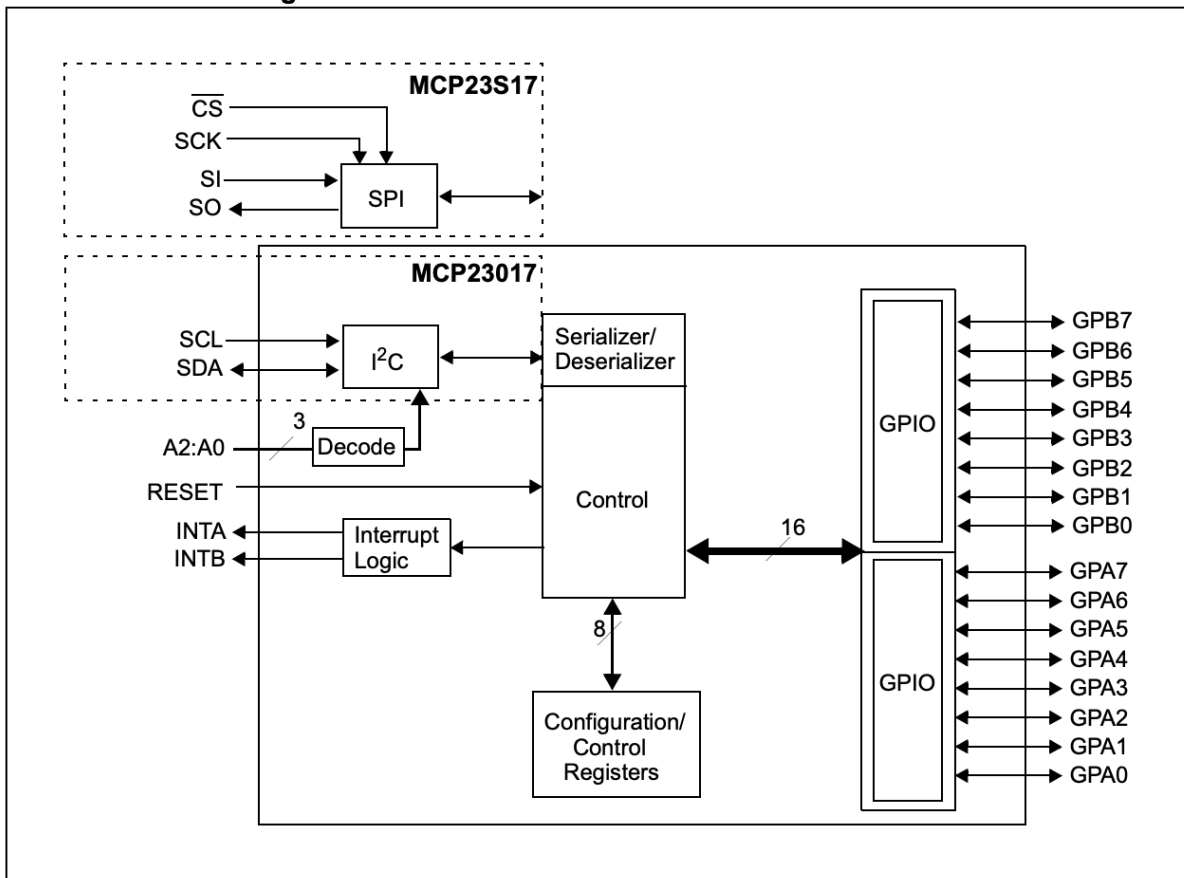 MCP23S17
CS
SCK
SI
SO
SPI
MCP23017
SCL
SDA
I²C
Serializer/
Deserializer
A2:A0
3
Decode
RESET
Control
INTA
INTB
Interrupt
Logic
16
8
Configuration/
Control
Registers
GPIO
GPB7
GPB6
GPB5
GPB4
GPB3
GPB2
GPB1
GPB0
GPIO
GPA7
GPA6
GPA5
GPA4
GPA3
GPA2
GPA1
GPA0